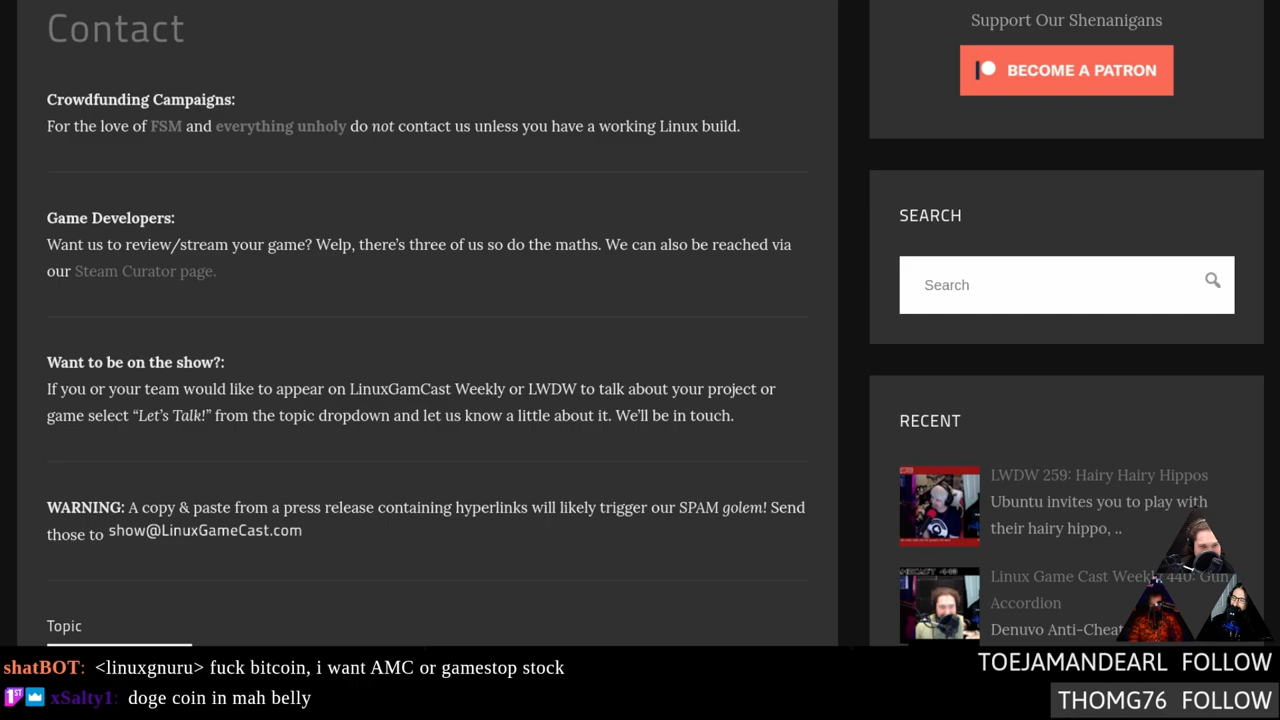 Contact
Crowdfunding Campaigns:
For the love of FSM and everything unholy do not contact us unless you have a working Linux build.
Game Developers:
Want us to review/stream your game? Welp, there's three of us so do the maths. We can also be reached via
our Steam Curator page.
Want to be on the show?:
If you or your team would like to appear on LinuxGamCast Weekly or LWDW to talk about your project or
game select “Let's Talk!” from the topic dropdown and let us know a little about it. We'll be in touch.
WARNING: A copy & paste from a press release containing hyperlinks will likely trigger our SPAM golem! Send
those to show@LinuxGameCast.com
Topic
Support Our Shenanigans
BECOME A PATRON
SEARCH
Search
RECENT
LWDW 259: Hairy Hairy Hippos
Ubuntu invites you to play with
their hairy hippo, ..
Linux Game Cast Weekly 440: Gun
Accordion
Denuvo Anti-Cheat
shatBOT: <linuxgnuru> fuck bitcoin, i want AMC or gamestop stock
1ST xSalty1: doge coin in mah belly
TOEJAMANDEARL FOLLOW
THOMG76 FOLLOW